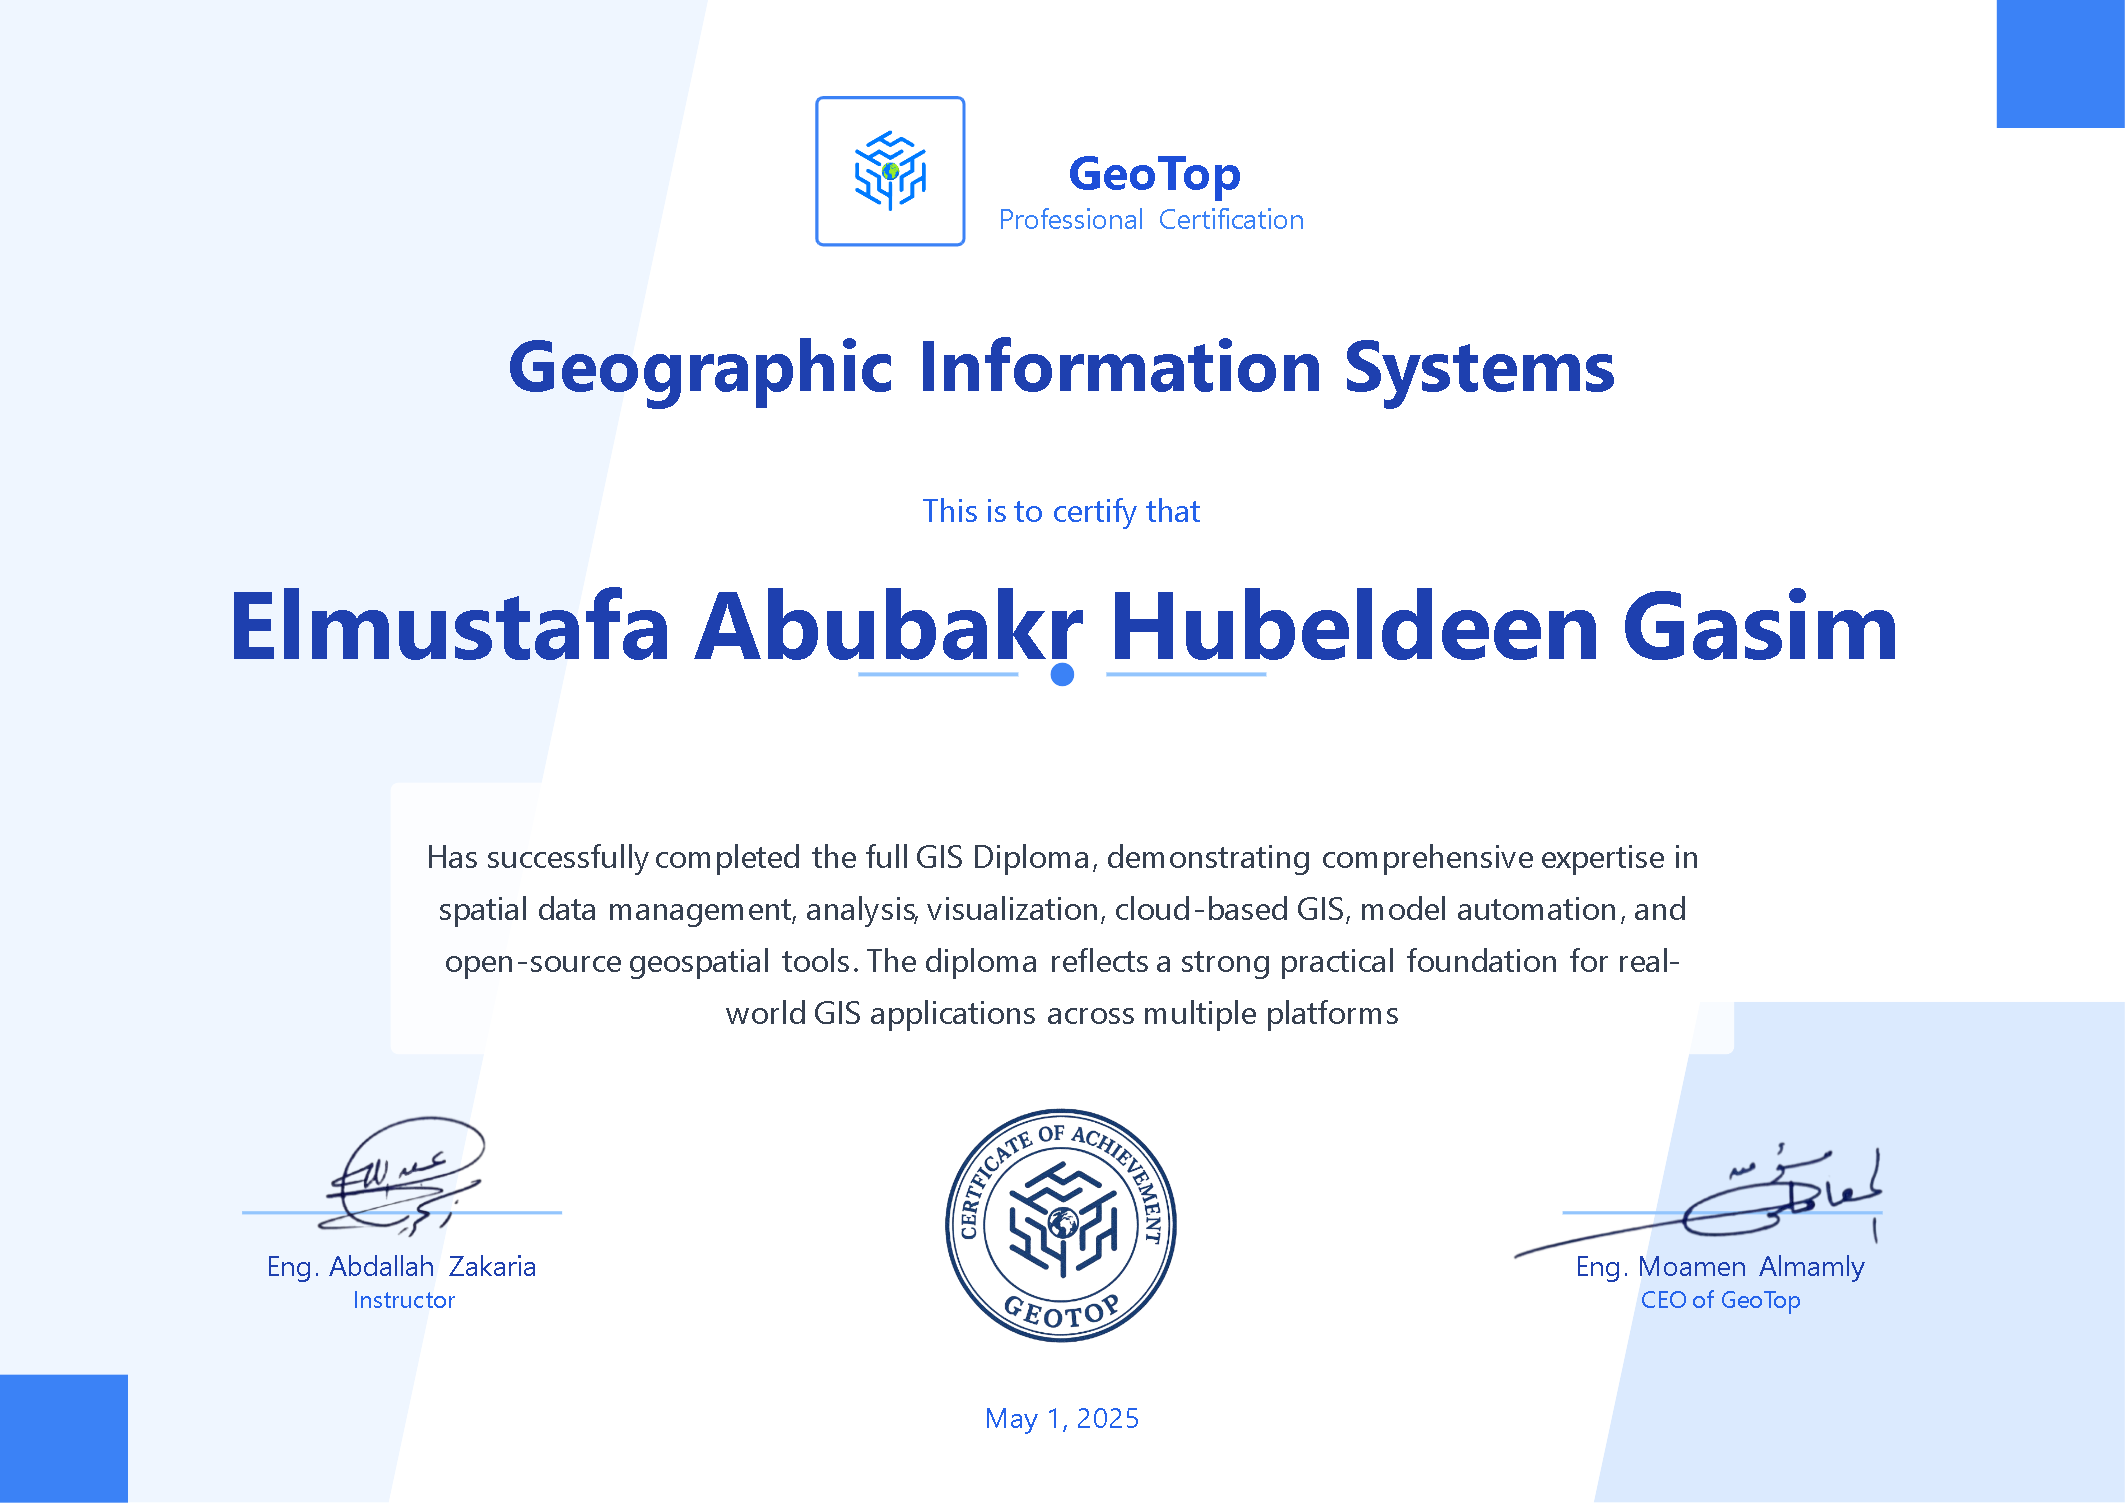 GeoTop
Professional Certification
Geographic Information Systems
This is to certify that
Elmustafa Abubakr Hubeldeen Gasim
Has successfully completed the full GIS Diploma, demonstrating comprehensive expertise in
spatial data management, analysis, visualization, cloud-based GIS, model automation, and
open-source geospatial tools. The diploma reflects a strong practical foundation for real-
world GIS applications across multiple platforms
عبدالله
زكريا
Eng. Abdallah Zakaria
Instructor
CERTFICATE OF ACHIEVEMENT
GEOTOP
Eng. Moamen Almamly
CEO of GeoTop
May 1, 2025